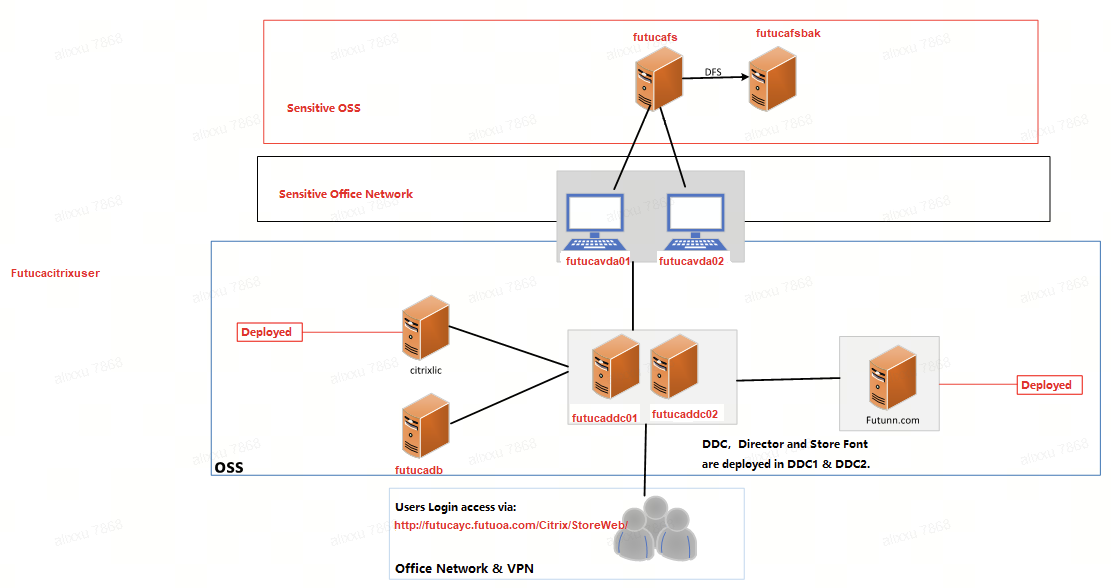 futucafs
futucafsbak
DFS
Sensitive OSS
Sensitive Office Network
futucavda01
futucavda02
Futucacitrixuser
Deployed
citrixlic
futucadb
futucaddc01
futucaddc02
Futunn.com
Deployed
DDC, Director and Store Font
are deployed in DDC1 & DDC2.
OSS
Users Login access via:
http://futucayc.futuoa.com/Citrix/StoreWeb/
Office Network & VPN